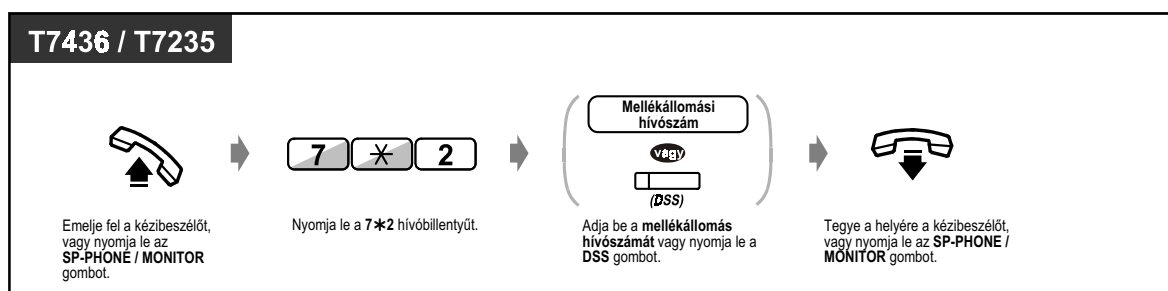 T7436 / T7235
7 ✳ 2
Mellékállomási
hívószám
vagy
(DSS)
Emelje fel a kézibeszélőt,
vagy nyomja le az
SP-PHONE / MONITOR
gombot.
Nyomja le a 7✳2 hívóbillentyűt.
Adja be a mellékállomás
hívószámát vagy nyomja le a
DSS gombot.
Tegye a helyére a kézibeszélőt,
vagy nyomja le az SP-PHONE /
MONITOR gombot.